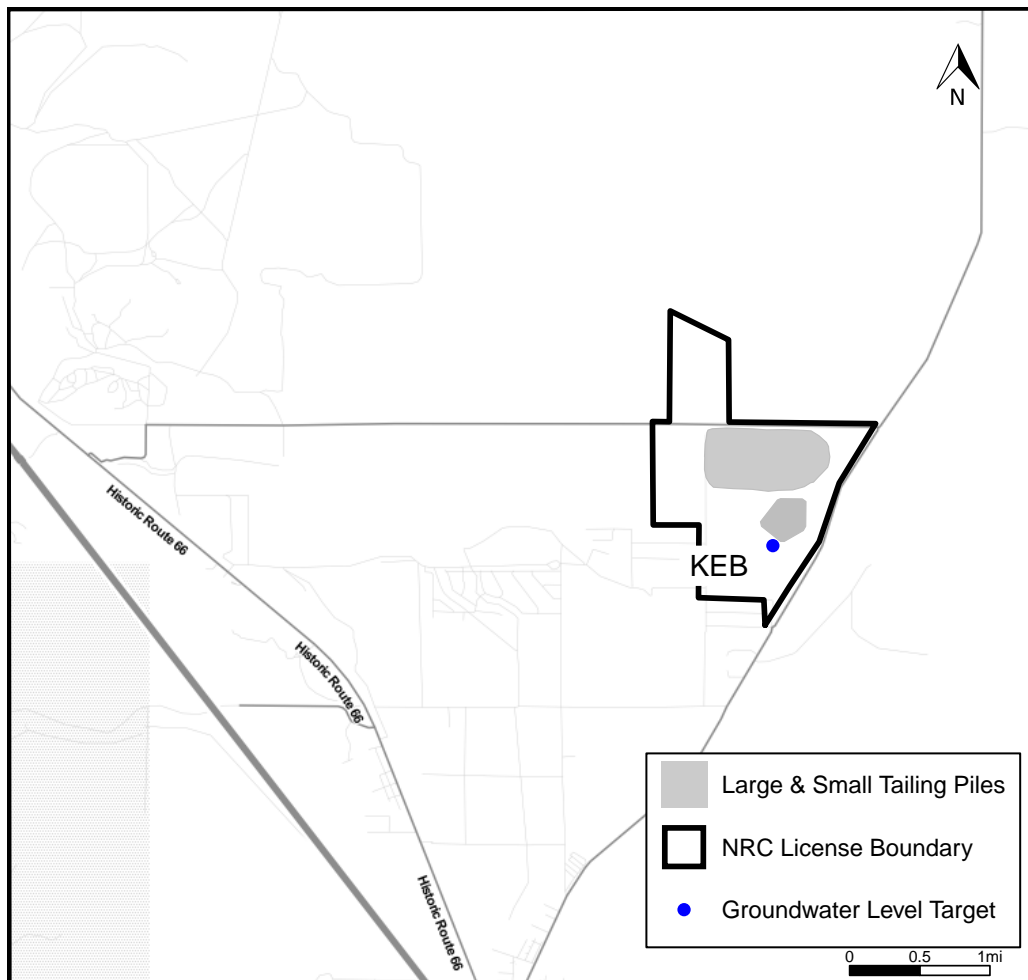 N
Historic Route 66
KEB
Historic Route 66
Large & Small Tailing Piles
NRC License Boundary
Historic Route 66
Groundwater Level Target
0 0.5 1mi